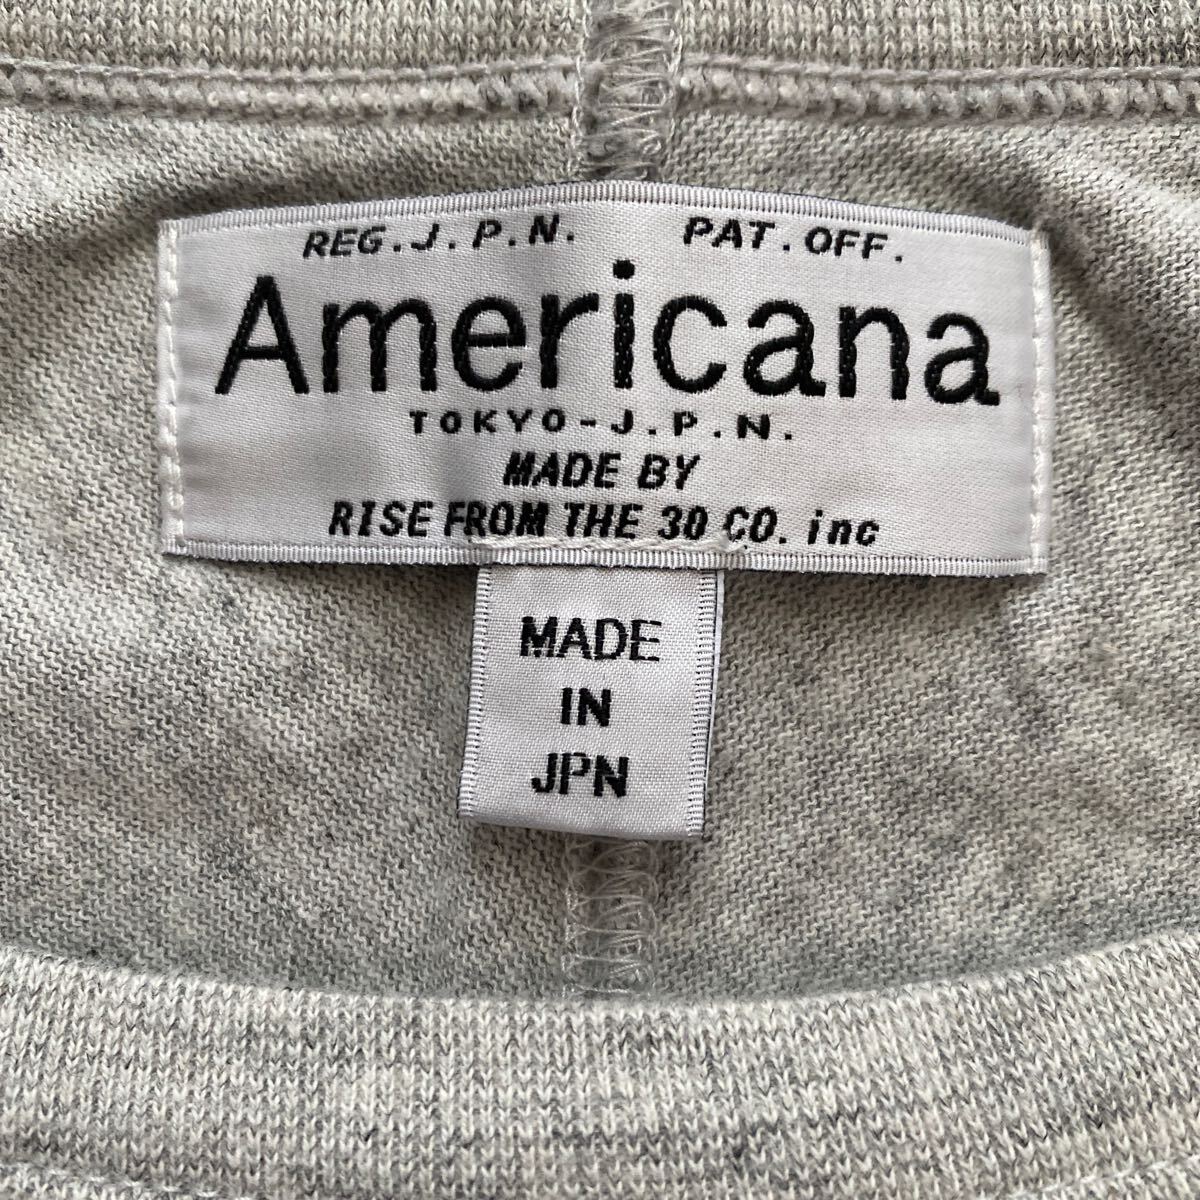 REG.J.P.N. PAT.OFF.
Americana
TOKYO-J.P.N.
MADE BY
RISE FROM THE 30 CO. inc
MADE
IN
JPN